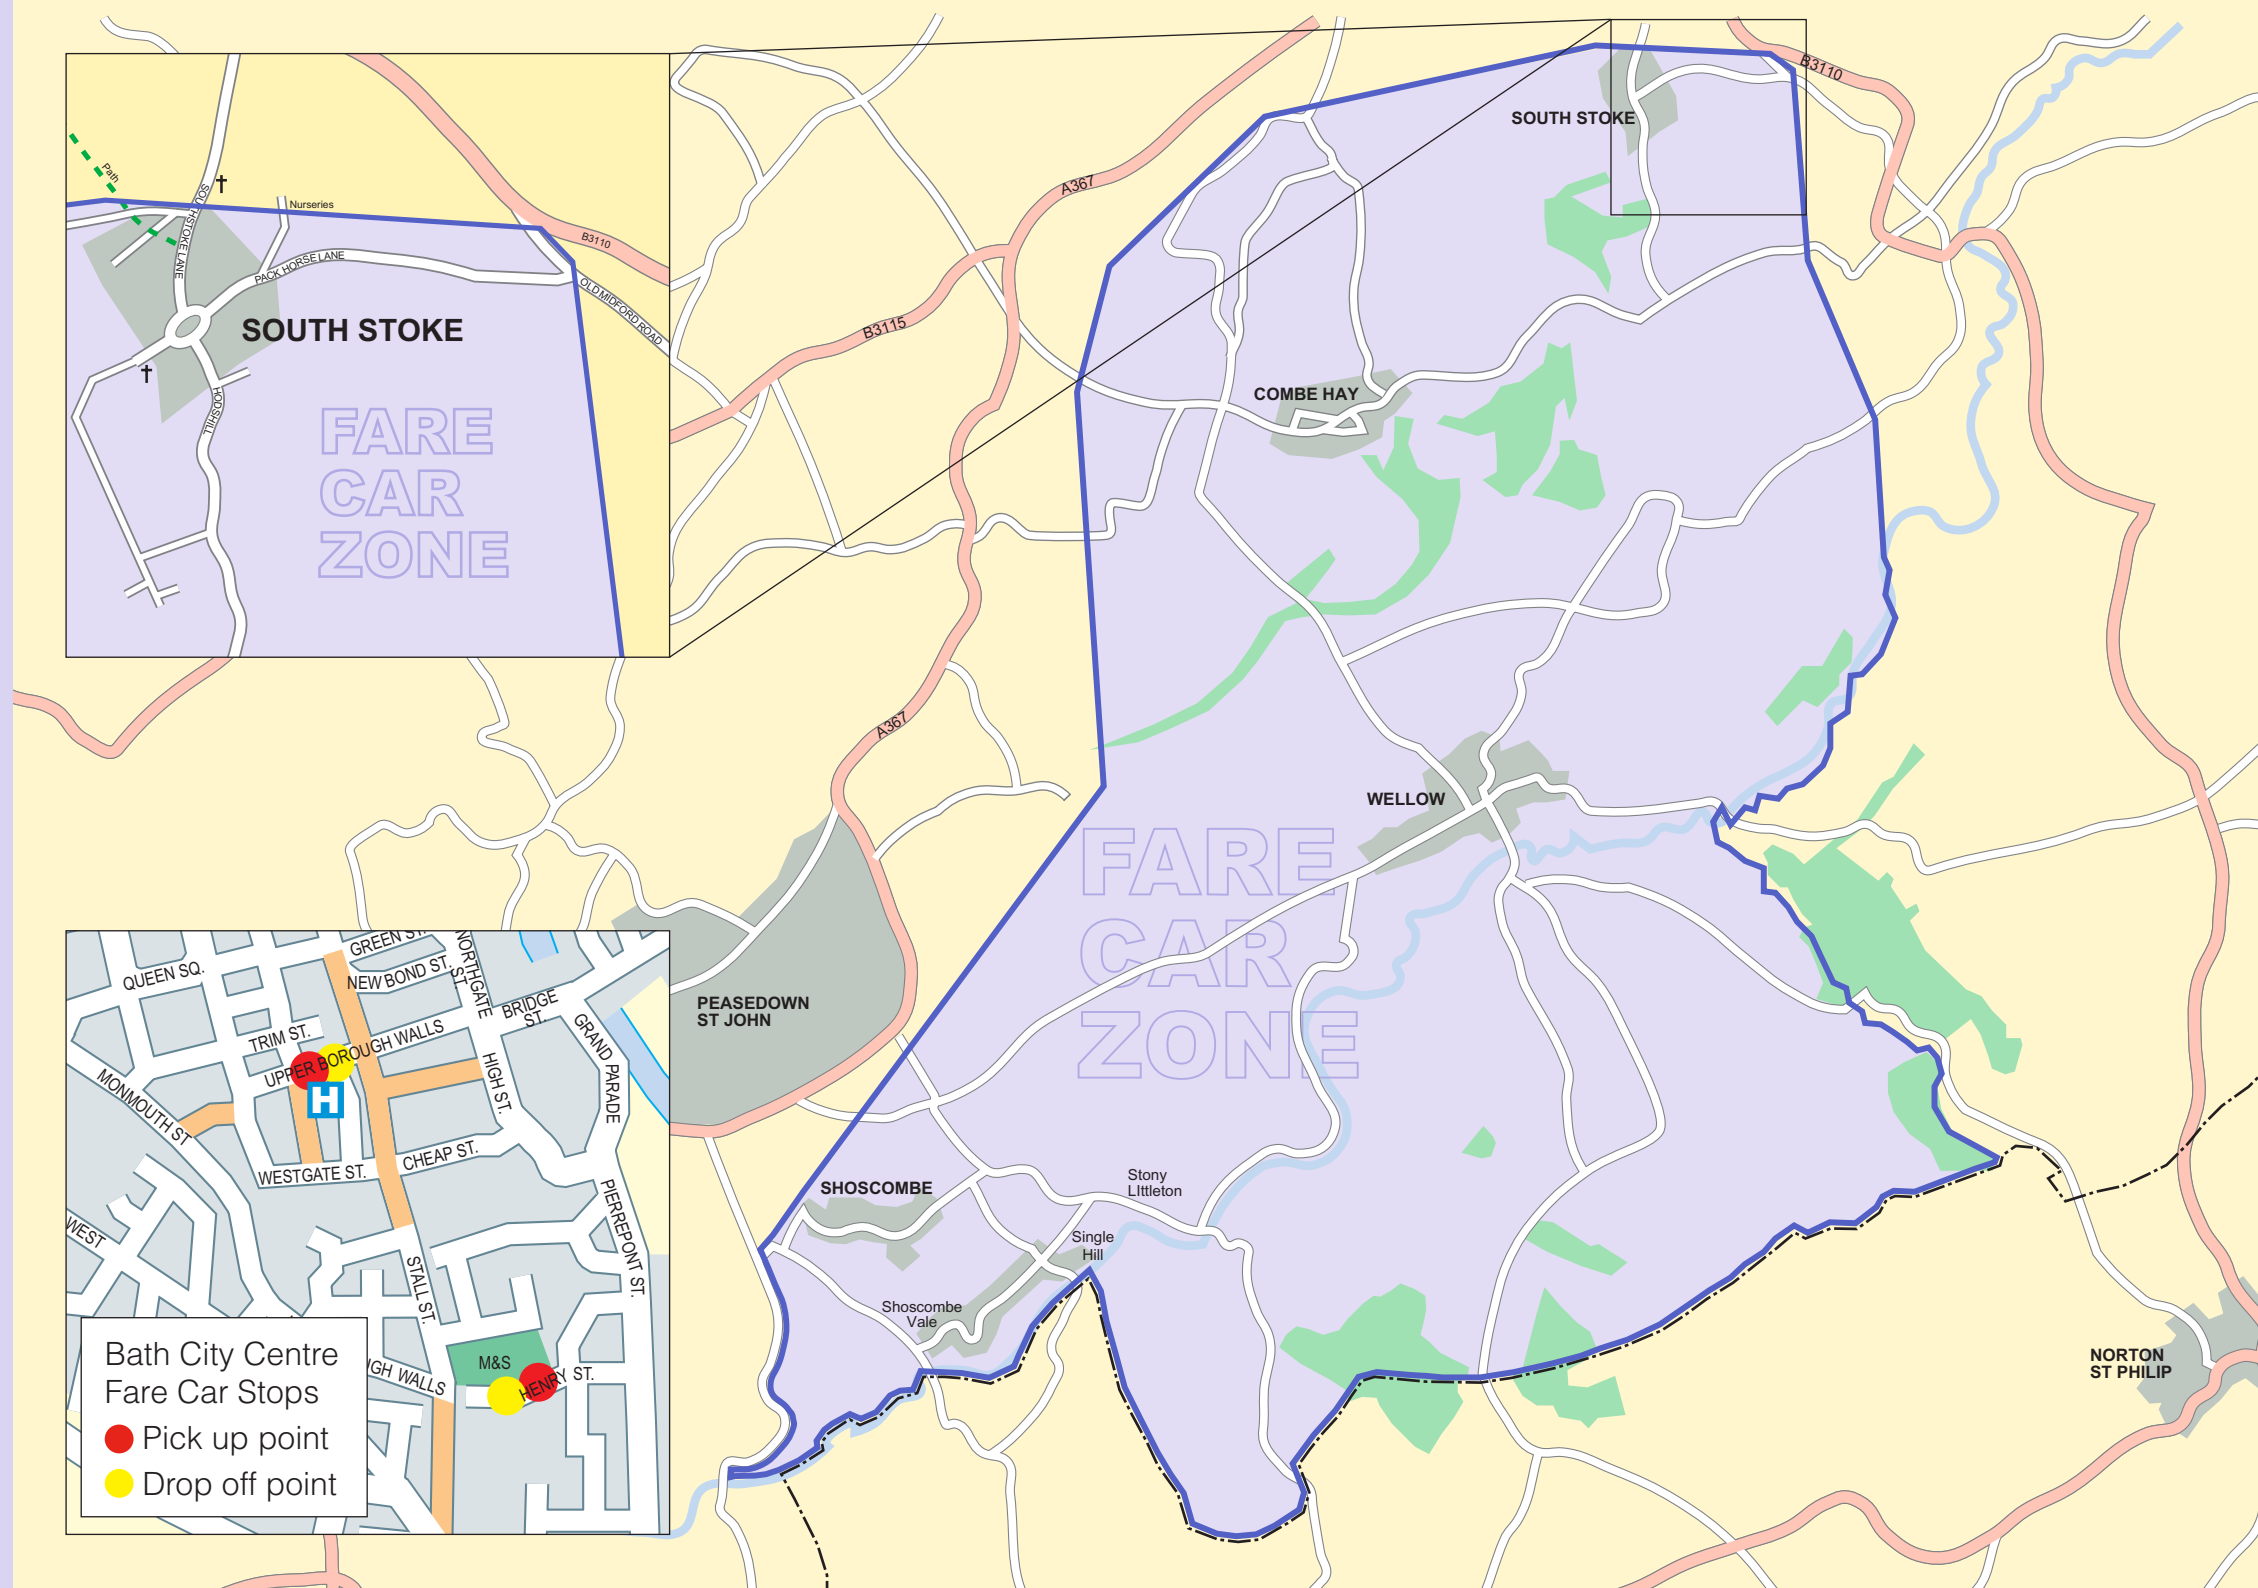 B3110
SOUTH STOKE
A367
B3115
COMBE HAY
A367
WELLOW
FARE
CAR
ZONE
PEASEDOWN
ST JOHN
SHOSCOMBE
Stony
LIttleton
Single
Hill
Shoscombe
Vale
NORTON
ST PHILIP
Path
SOUTHSTOKE LANE
Nurseries
B3110
PACK HORSE LANE
OLD MIDFORD ROAD
SOUTH STOKE
HODSHILL
FARE
CAR
ZONE
GREEN ST.
QUEEN SQ.
NEW BOND ST.
NORTHGATE
ST.
BRIDGE
ST.
GRAND PARADE
TRIM ST.
UPPER BOROUGH WALLS
H
MONMOUTH ST
HIGH ST.
WESTGATE ST.
CHEAP ST.
PIERREPONT ST.
WEST
STALL ST.
M&S
IGH WALLS
HENRY ST.
Bath City Centre
Fare Car Stops
Pick up point
Drop off point